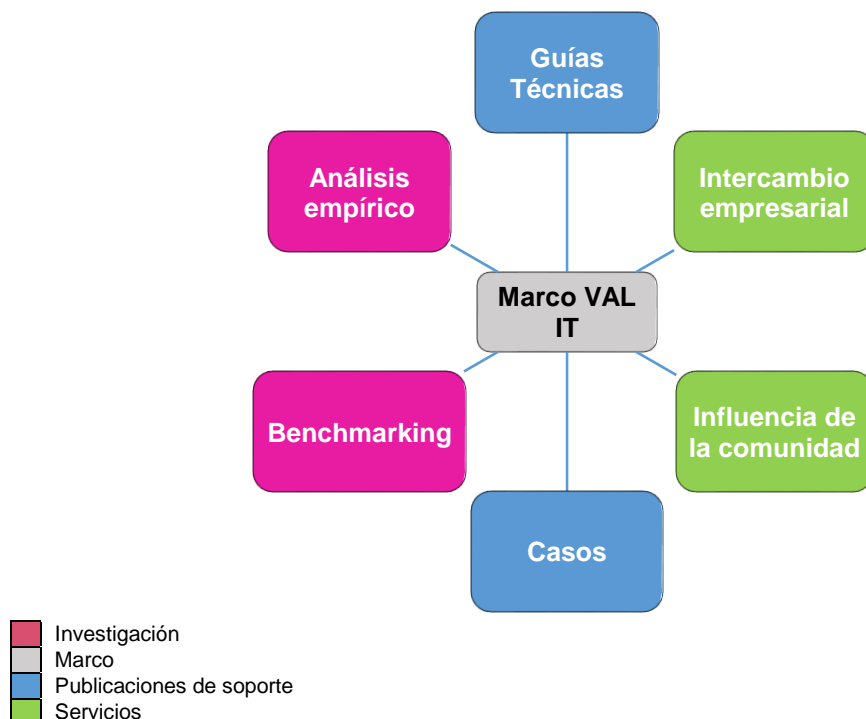 Guías
Técnicas
Análisis
empírico
Intercambio
empresarial
Marco VAL
IT
Benchmarking
Influencia de
la comunidad
Casos
Investigación
Marco
Publicaciones de soporte
Servicios